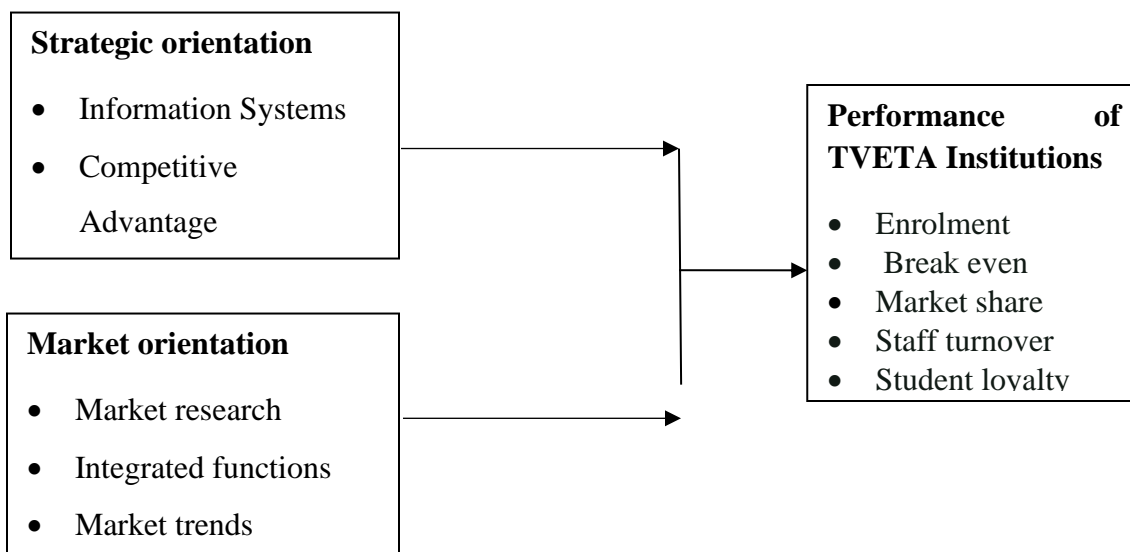 Strategic orientation
• Information Systems
• Competitive
Advantage
Market orientation
• Market research
• Integrated functions
• Market trends
Performance of
TVETA Institutions
• Enrolment
• Break even
• Market share
• Staff turnover
• Student loyalty